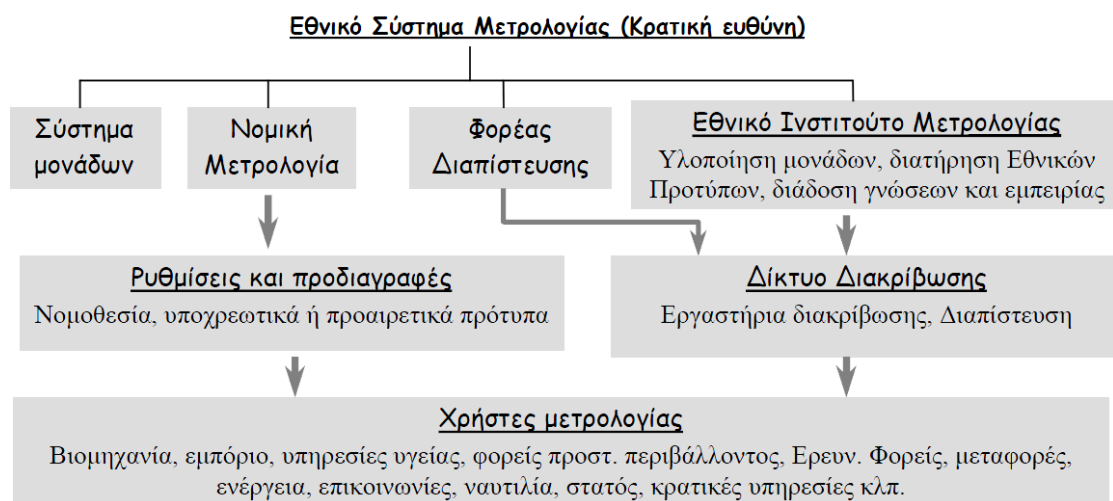 Εθνικό Σύστημα Μετρολογίας (Κρατική ευθύνη)
Σύστημα
μονάδων
Νομική
Μετρολογία
Φορέας
Διαπίστευσης
Εθνικό Ινστιτούτο Μετρολογίας
Υλοποίηση μονάδων, διατήρηση Εθνικών
Προτύπων, διάδοση γνώσεων και εμπειρίας
Ρυθμίσεις και προδιαγραφές
Νομοθεσία, υποχρεωτικά ή προαιρετικά πρότυπα
Δίκτυο Διακρίβωσης
Εργαστήρια διακρίβωσης, Διαπίστευση
Χρήστες μετρολογίας
Βιομηχανία, εμπόριο, υπηρεσίες υγείας, φορείς προστ. περιβάλλοντος, Ερευν. Φορείς, μεταφορές,
ενέργεια, επικοινωνίες, ναυτιλία, στατός, κρατικές υπηρεσίες κλπ.